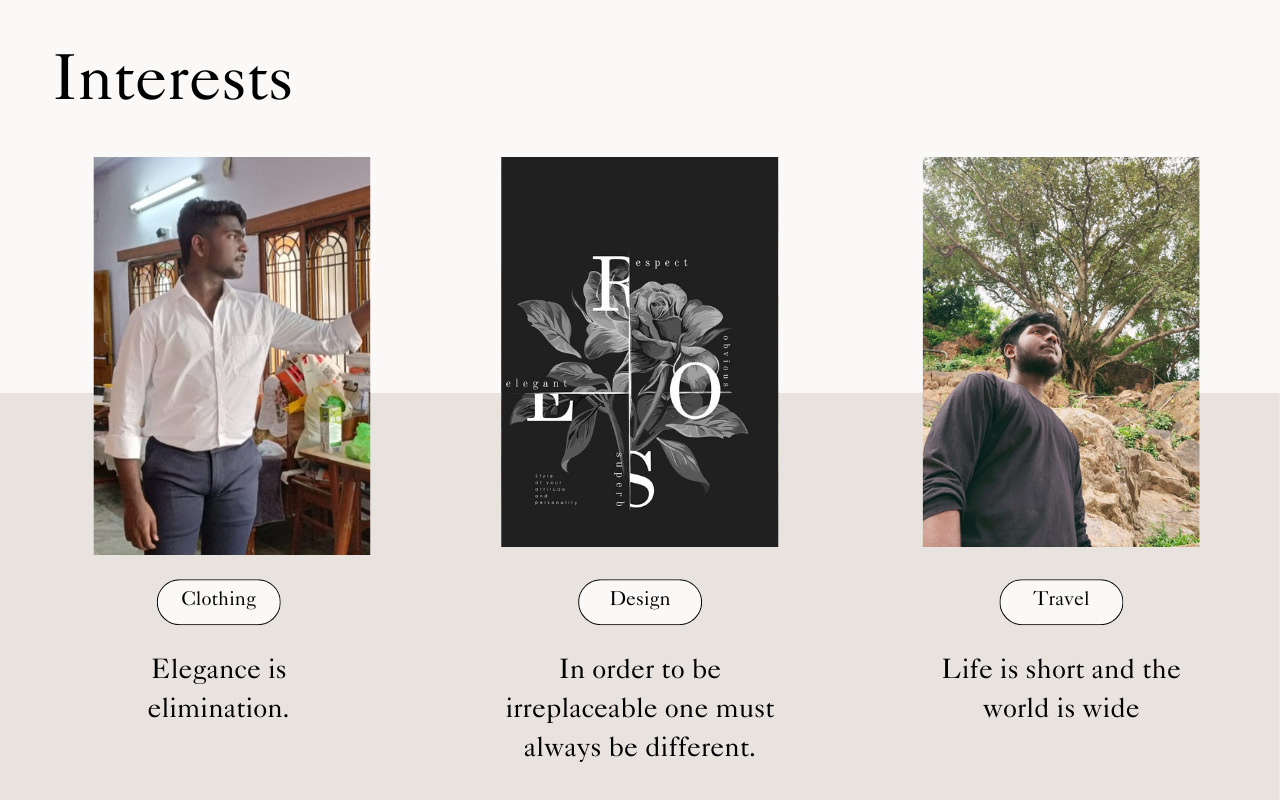 Interests
R
espect
obvious
elegant
E
O
superb
S
Style
of your
attitude
and
personality
Clothing
Design
Travel
Elegance is
elimination.
In order to be
irreplaceable one must
always be different.
Life is short and the
world is wide